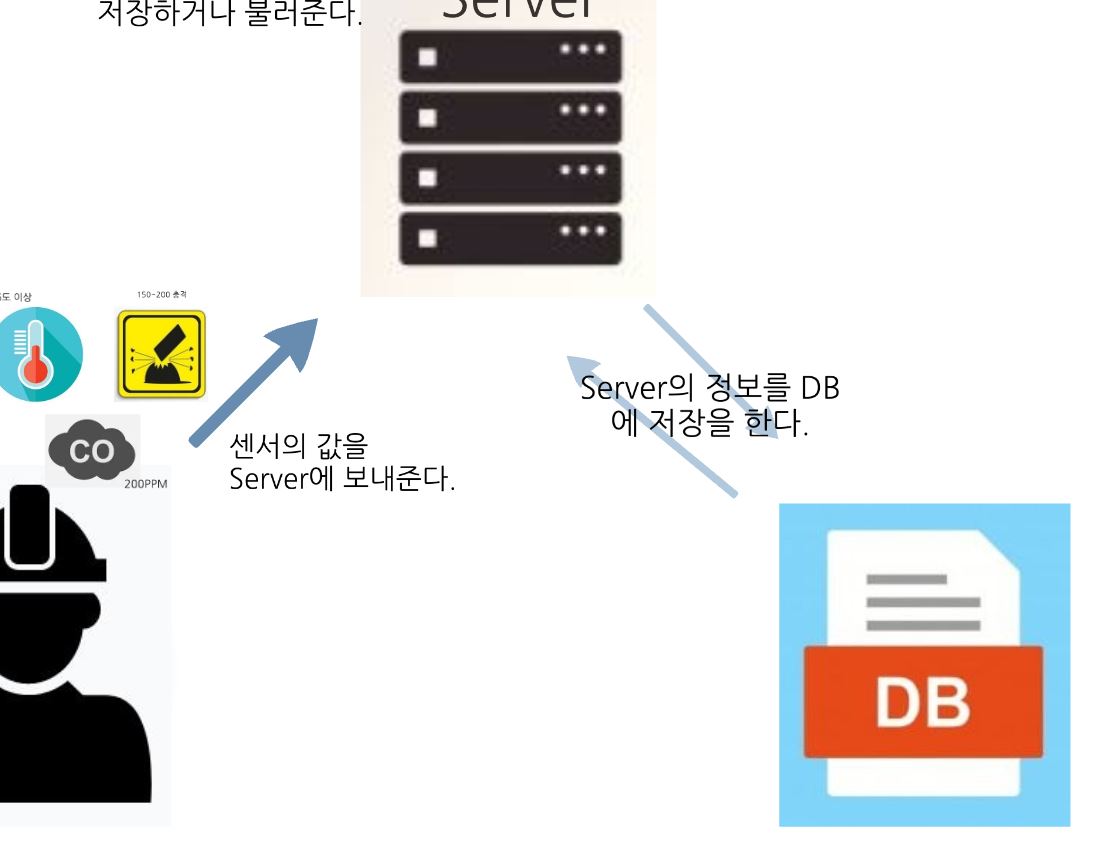 저장하거나 불러준다.
Server
도 이상
150~200 충격
Server의 정보를 DB
에 저장을 한다.
센서의 값을
Server에 보내준다.
CO
200PPM
DB